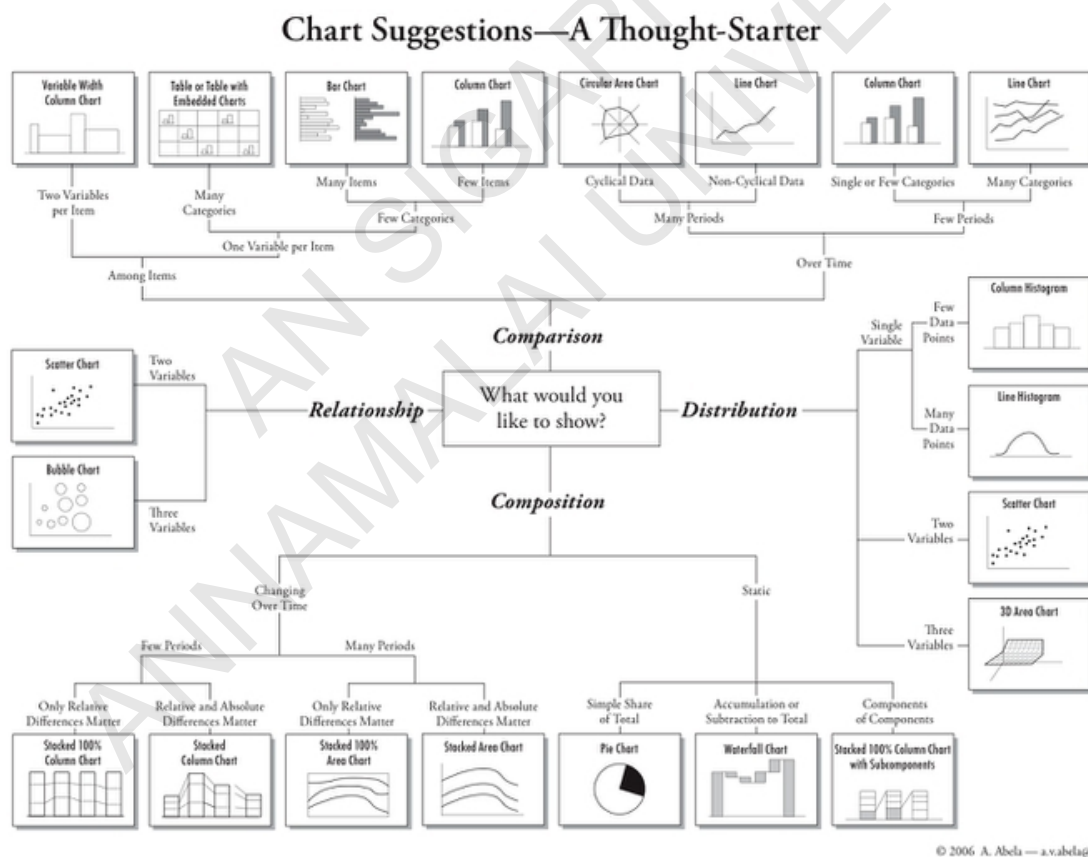 Chart Suggestions—A Thought-Starter
Variable Width
Column Chart
Table or Table with
Embedded Charts
Bar Chart
Column Chart
Circular Area Chart
Line Chart
Column Chart
Line Chart
Two Variables
per Item
Many
Categories
Many Items
Few Items
Cyclical Data
Non-Cyclical Data
Single or Few Categories
Many Categories
Few Categories
Many Periods
Few Periods
One Variable per Item
Among Items
Over Time
Comparison
What would you
like to show?
Relationship
Two
Variables
Scatter Chart
Three
Variables
Bubble Chart
Distribution
Single
Variable
Few
Data
Points
Column Histogram
Many
Data
Points
Line Histogram
Two
Variables
Scatter Chart
Three
Variables
3D Area Chart
Composition
Changing
Over Time
Static
Few Periods
Many Periods
Only Relative
Differences Matter
Relative and Absolute
Differences Matter
Only Relative
Differences Matter
Relative and Absolute
Differences Matter
Simple Share
of Total
Accumulation or
Subtraction to Total
Components
of Components
Stacked 100%
Column Chart
Stacked
Column Chart
Stacked 100%
Area Chart
Stacked Area Chart
Pie Chart
Waterfall Chart
Stacked 100% Column Chart
with Subcomponents
© 2006 A. Abela — a.v.abela@
AN SIGAPI
ANNAMALAI UNIVE